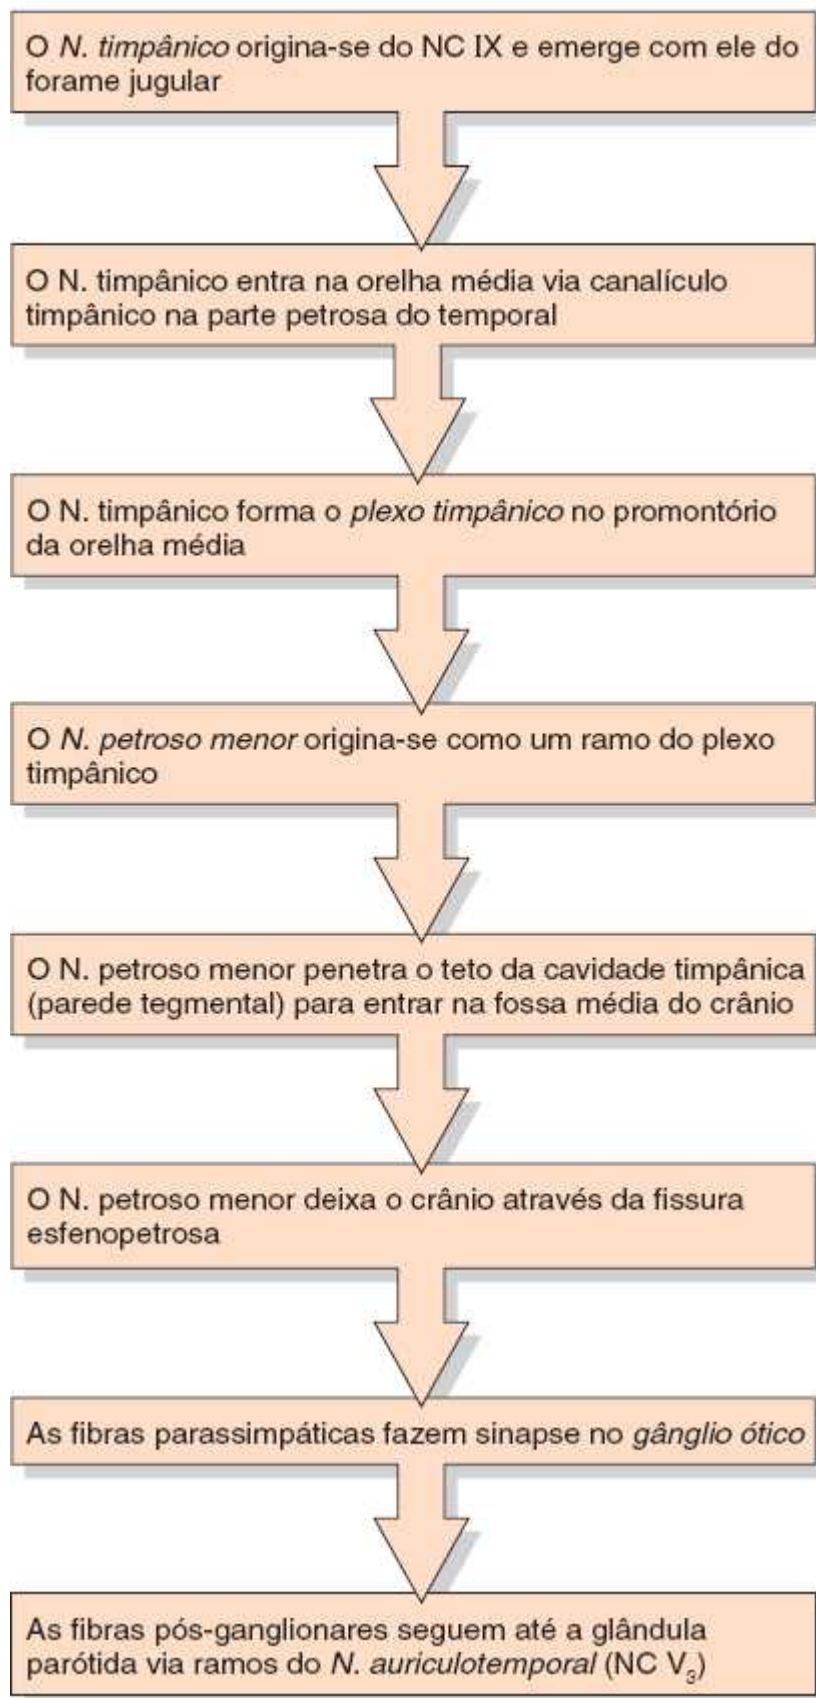 O N. timpânico origina-se do NC IX e emerge com ele do
forame jugular
O N. timpânico entra na orelha média via canalículo
timpânico na parte petrosa do temporal
O N. timpânico forma o plexo timpânico no promontório
da orelha média
O N. petroso menor origina-se como um ramo do plexo
timpânico
O N. petroso menor penetra o teto da cavidade timpânica
(parede tegmental) para entrar na fossa média do crânio
O N. petroso menor deixa o crânio através da fissura
esfenopetrosa
As fibras parassimpáticas fazem sinapse no gânglio ótico
As fibras pós-ganglionares seguem até a glândula
parótida via ramos do N. auriculotemporal (NC V₃)